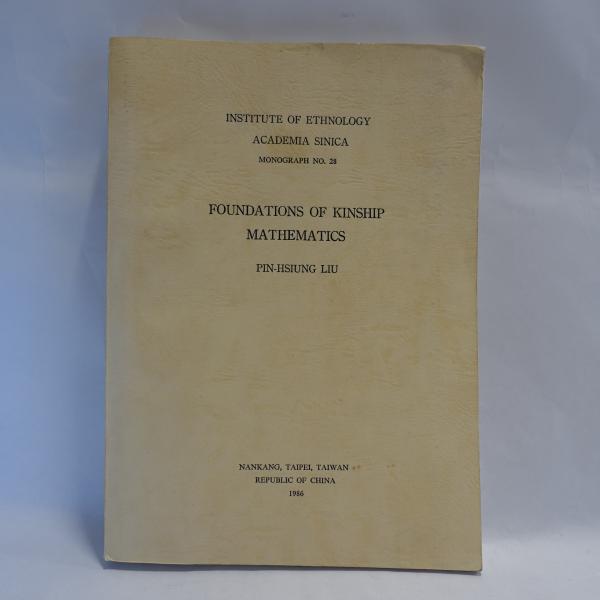 INSTITUTE OF ETHNOLOGY
ACADEMIA SINICA
MONOGRAPH NO. 28
FOUNDATIONS OF KINSHIP
MATHEMATICS
PIN-HSIUNG LIU
NANKANG, TAIPEI, TAIWAN
REPUBLIC OF CHINA
1986